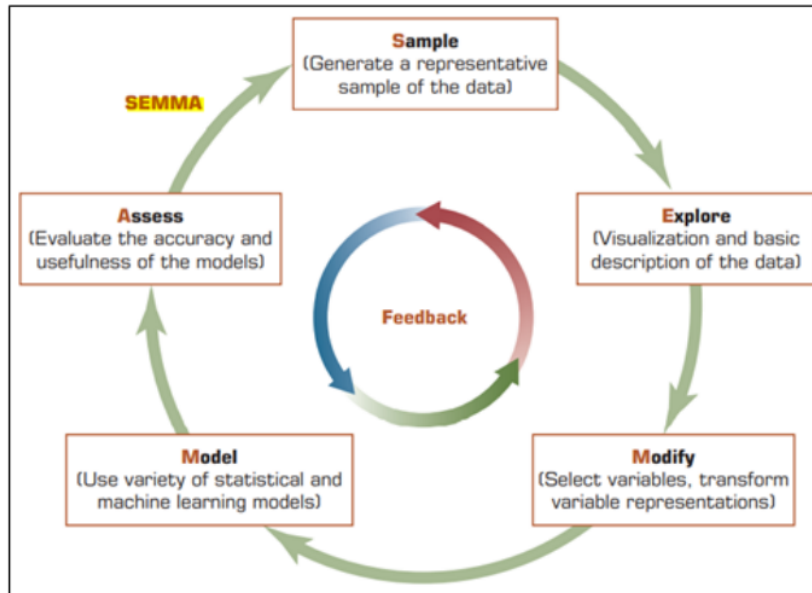 Sample
(Generate a representative
sample of the data)
SEMMA
Assess
(Evaluate the accuracy and
usefulness of the models)
Explore
(Visualization and basic
description of the data)
Feedback
Model
(Use variety of statistical and
machine learning models)
Modify
(Select variables, transform
variable representations)